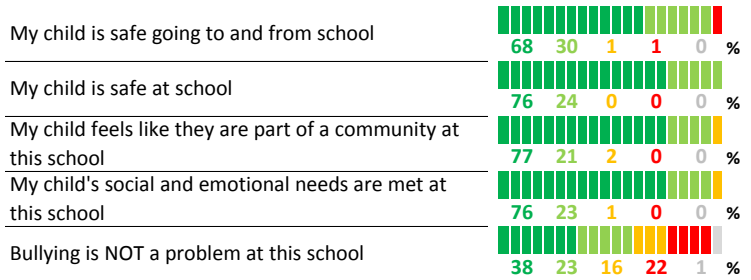 My child is safe going to and from school
68 30 1 1 0 %
My child is safe at school
76 24 0 0 0 %
My child feels like they are part of a community at
this school
77 21 2 0 0 %
My child's social and emotional needs are met at
this school
76 23 1 0 0 %
Bullying is NOT a problem at this school
38 23 16 22 1 %